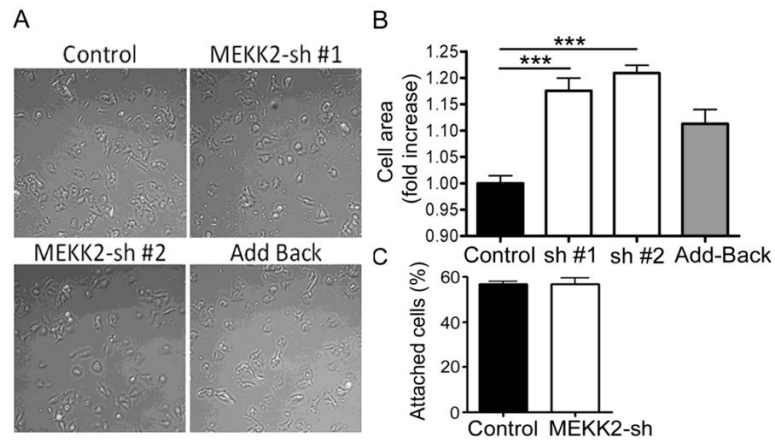 A
Control
MEKK2-sh #1
MEKK2-sh #2
Add Back
B
Cell area
(fold increase)
1.25
1.20
1.15
1.10
1.05
1.00
0.95
0.90
***
***
Control
sh #1
sh #2
Add-Back
C
Attached cells (%)
60
40
20
0
Control
MEKK2-sh